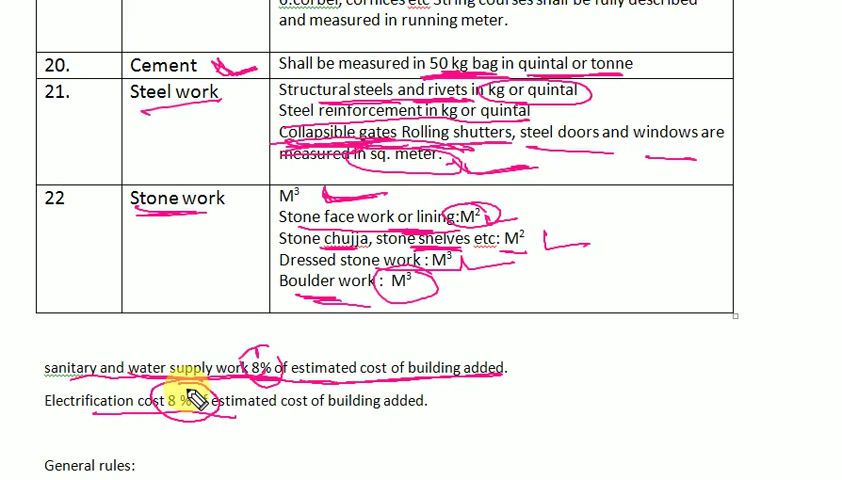 6.corbel, cornices etc String courses shall be fully described
and measured in running meter.
20. Cement Shall be measured in 50 kg bag in quintal or tonne
21. Steel work Structural steels and rivets in kg or quintal
Steel reinforcement in kg or quintal
Collapsible gates Rolling shutters, steel doors and windows are
measured in sq. meter.
22 Stone work M³
Stone face work or lining:M²
Stone chujja, stone snelves etc: M²
Dressed stone work : M³
Boulder work : M³
sanitary and water supply work 8% of estimated cost of building added.
Electrification cost 8 % of estimated cost of building added.
General rules: